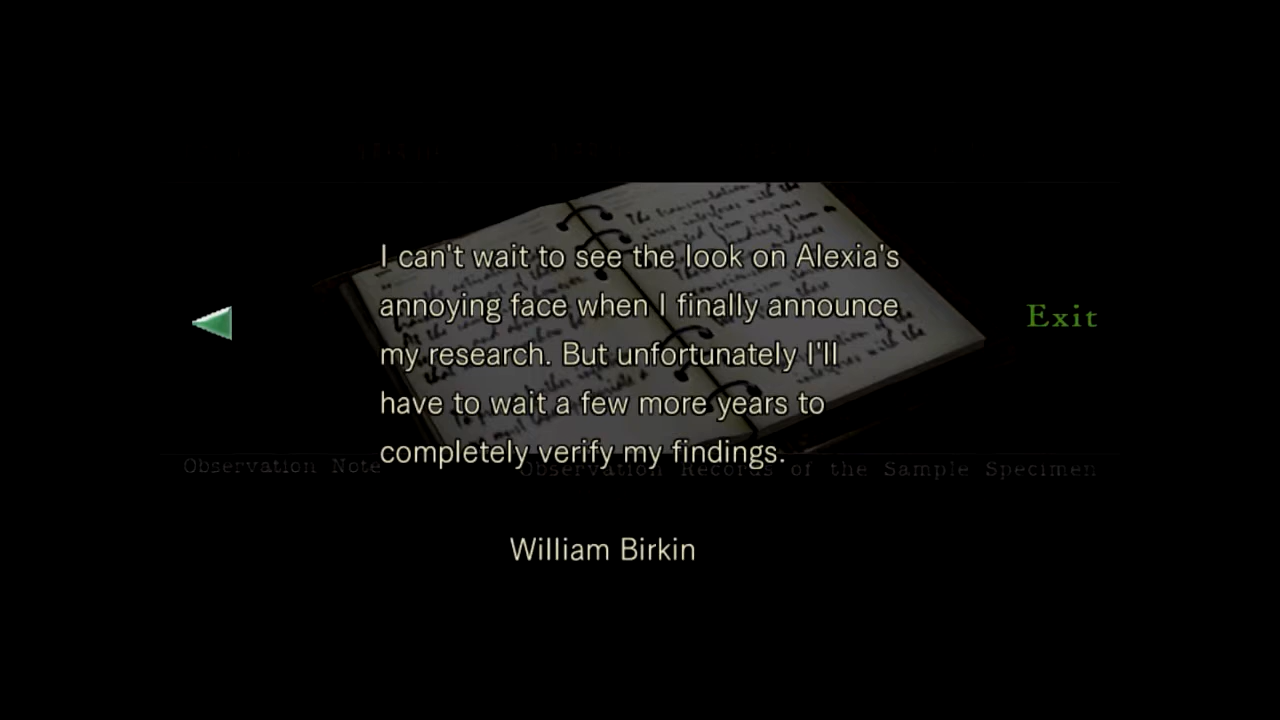 I can't wait to see the look on Alexia's
annoying face when I finally announce
my research. But unfortunately I'll
Exit
have to wait a few more years to
completely verify my findings.
Observation Note
Observation Records of the Sample Specimen
William Birkin